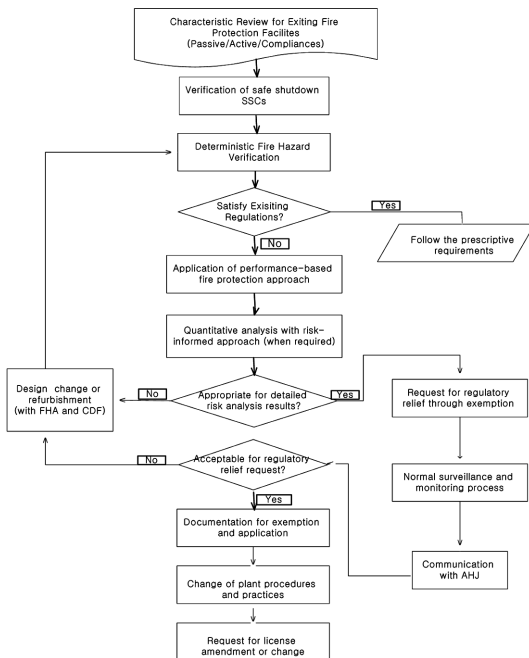 Characteristic Review for Exiting Fire
Protection Facilites
(Passive/Active/Compliances)
Verification of safe shutdown
SSCs
Deterministic Fire Hazard
Verification
Satisfy Exisiting
Regulations?
Yes
Follow the prescriptive
requirements
No
Application of performance-based
fire protection approach
Quantitative analysis with risk-
informed approach (when required)
Appropriate for detailed
risk analysis results?
No
Yes
Design change or
refurbishment
(with FHA and CDF)
Request for regulatory
relief through exemption
Acceptable for regulatory
relief request?
No
Yes
Normal surveillance and
monitoring process
Documentation for exemption
and application
Communication
with AHJ
Change of plant procedures
and practices
Request for license
amendment or change